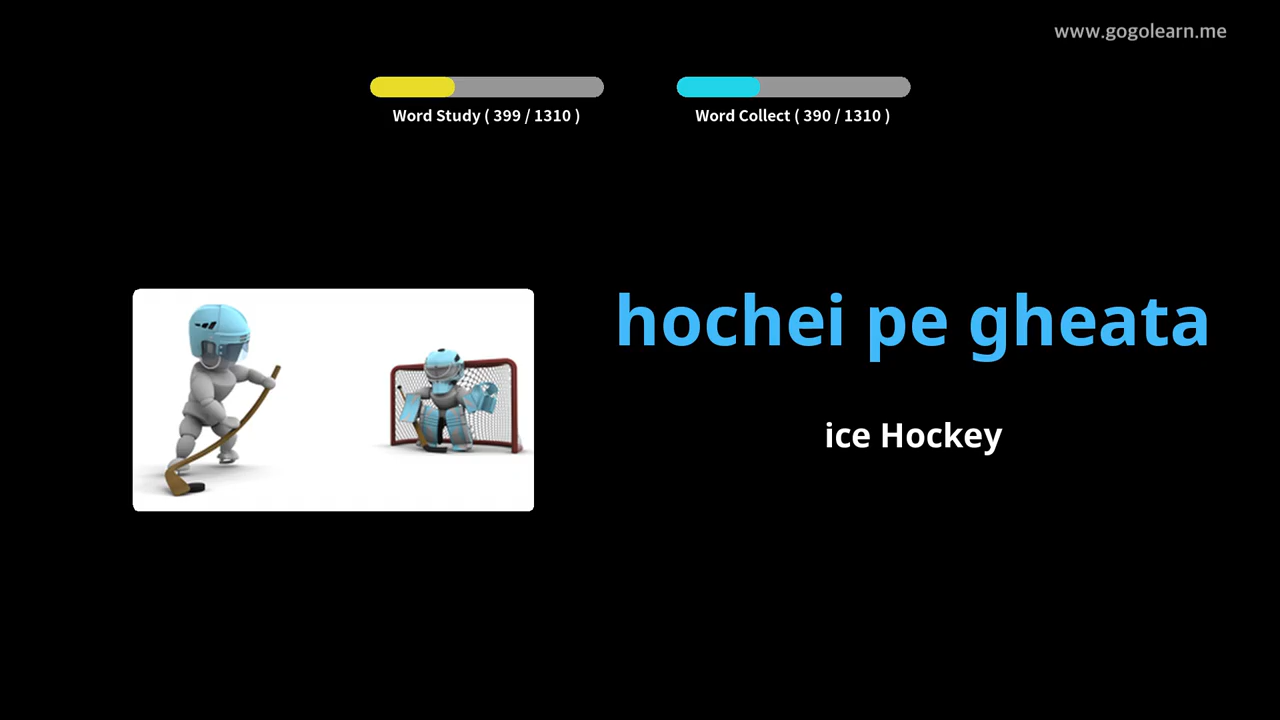 www.gogolearn.me
Word Study ( 399 / 1310 )
Word Collect ( 390 / 1310 )
hochei pe gheata
ice Hockey